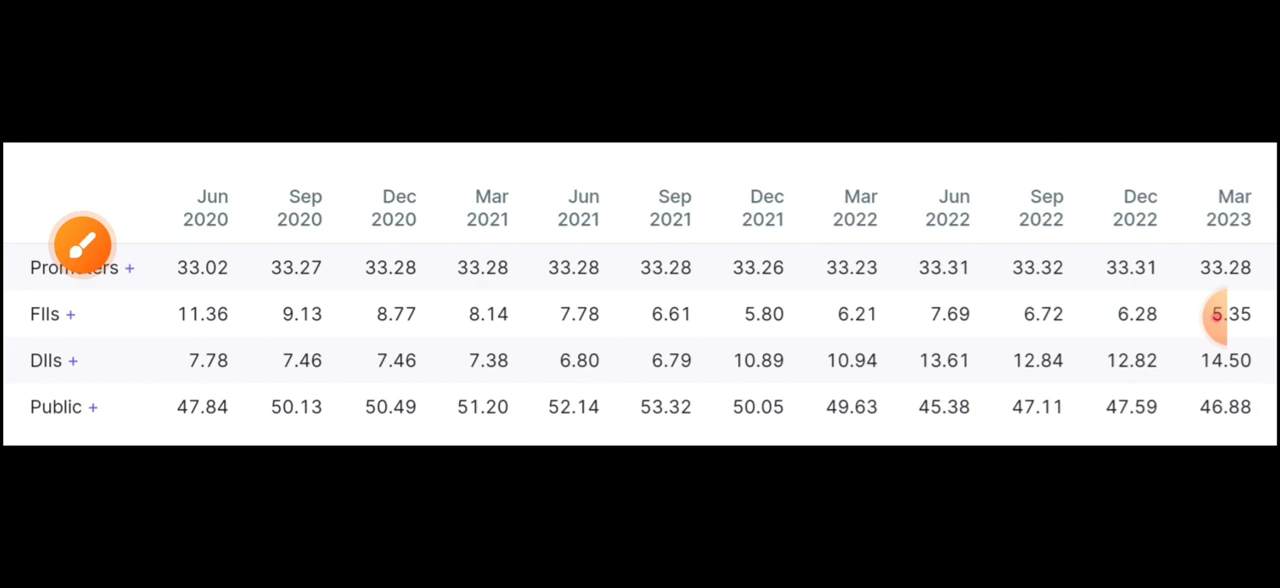 Jun Sep Dec Mar Jun Sep Dec Mar Jun Sep Dec Mar
2020 2020 2020 2021 2021 2021 2021 2022 2022 2022 2022 2023
Promoters + 33.02 33.27 33.28 33.28 33.28 33.28 33.26 33.23 33.31 33.32 33.31 33.28
FIIs + 11.36 9.13 8.77 8.14 7.78 6.61 5.80 6.21 7.69 6.72 6.28 5.35
DIIs + 7.78 7.46 7.46 7.38 6.80 6.79 10.89 10.94 13.61 12.84 12.82 14.50
Public + 47.84 50.13 50.49 51.20 52.14 53.32 50.05 49.63 45.38 47.11 47.59 46.88